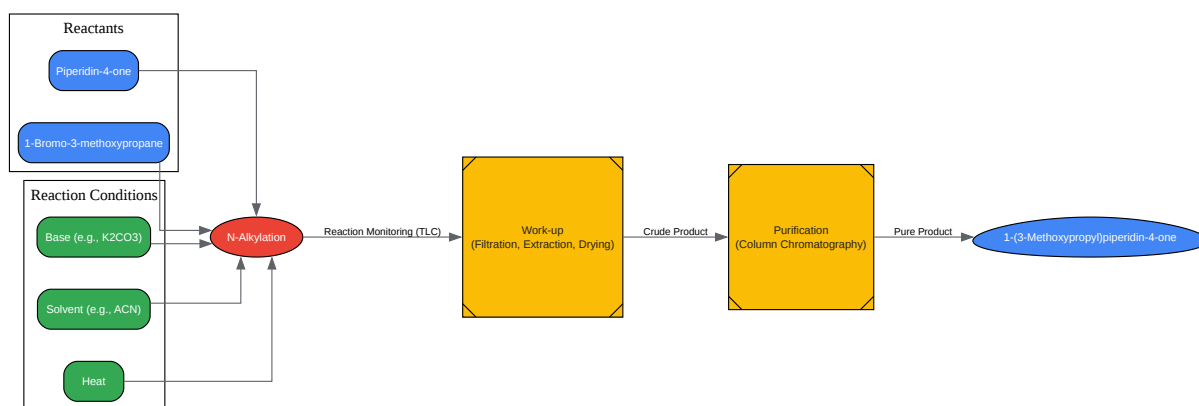 Reactants
Piperidin-4-one
1-Bromo-3-methoxypropane
Reaction Conditions
Base (e.g., K2CO3)
Solvent (e.g., ACN)
Heat
N-Alkylation
Reaction Monitoring (TLC)
Work-up
(Filtration, Extraction, Drying)
Crude Product
Purification
(Column Chromatography)
Pure Product
1-(3-Methoxypropyl)piperidin-4-one